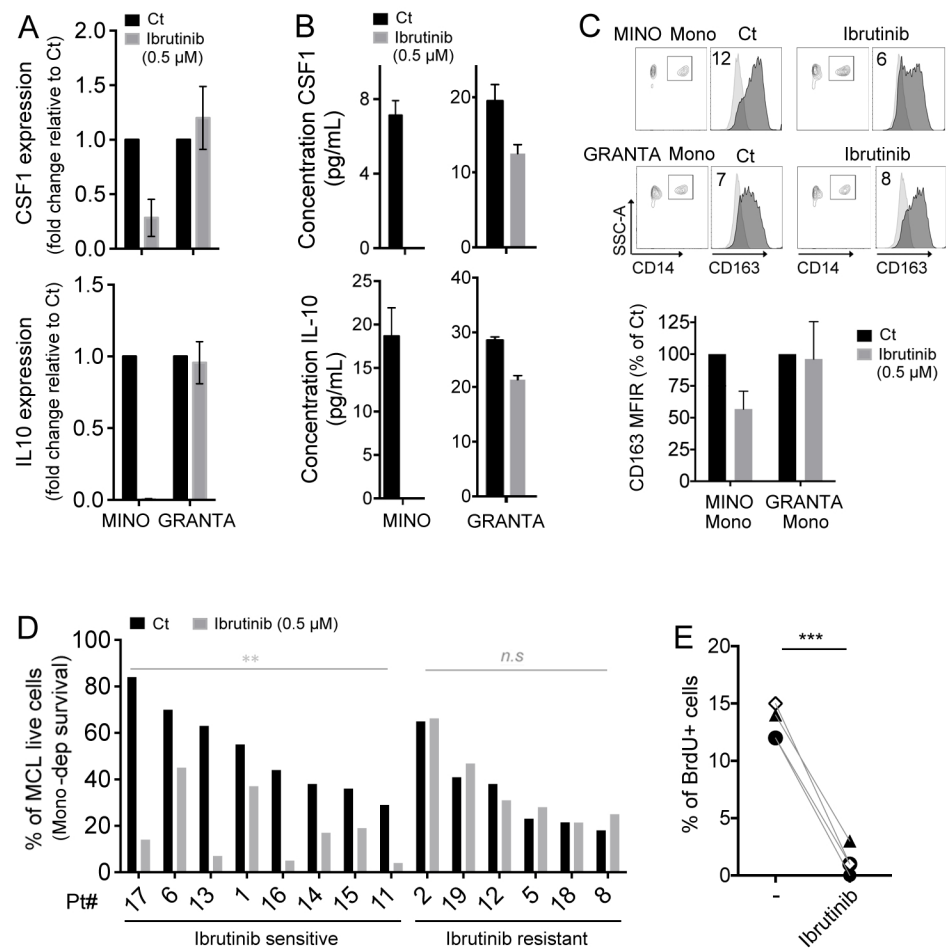 A
Ct
Ibrutinib
(0.5 µM)
CSF1 expression
(fold change relative to Ct)
2.0
1.5
1.0
0.5
0.0
IL10 expression
(fold change relative to Ct)
1.5
1.0
0.5
0.0
MINO GRANTA
B
Ct
Ibrutinib
(0.5 µM)
Concentration CSF1
(pg/mL)
8
4
0
20
10
0
Concentration IL-10
(pg/mL)
25
20
15
10
5
0
40
30
20
10
0
MINO GRANTA
C
MINO Mono Ct Ibrutinib
12 6
GRANTA Mono Ct Ibrutinib
7 8
SSC-A
CD14 CD163 CD14 CD163
CD163 MFIR (% of Ct)
125
100
75
50
25
0
MINO
Mono
GRANTA
Mono
Ct
Ibrutinib
(0.5 µM)
D
Ct Ibrutinib (0.5 µM)
% of MCL live cells
(Mono-dep survival)
100
80
60
40
20
0
** n.s
Pt# 17 6 13 1 16 14 15 11 2 19 12 5 18 8
Ibrutinib sensitive Ibrutinib resistant
E
***
% of BrdU+ cells
20
15
10
5
0
- Ibrutinib